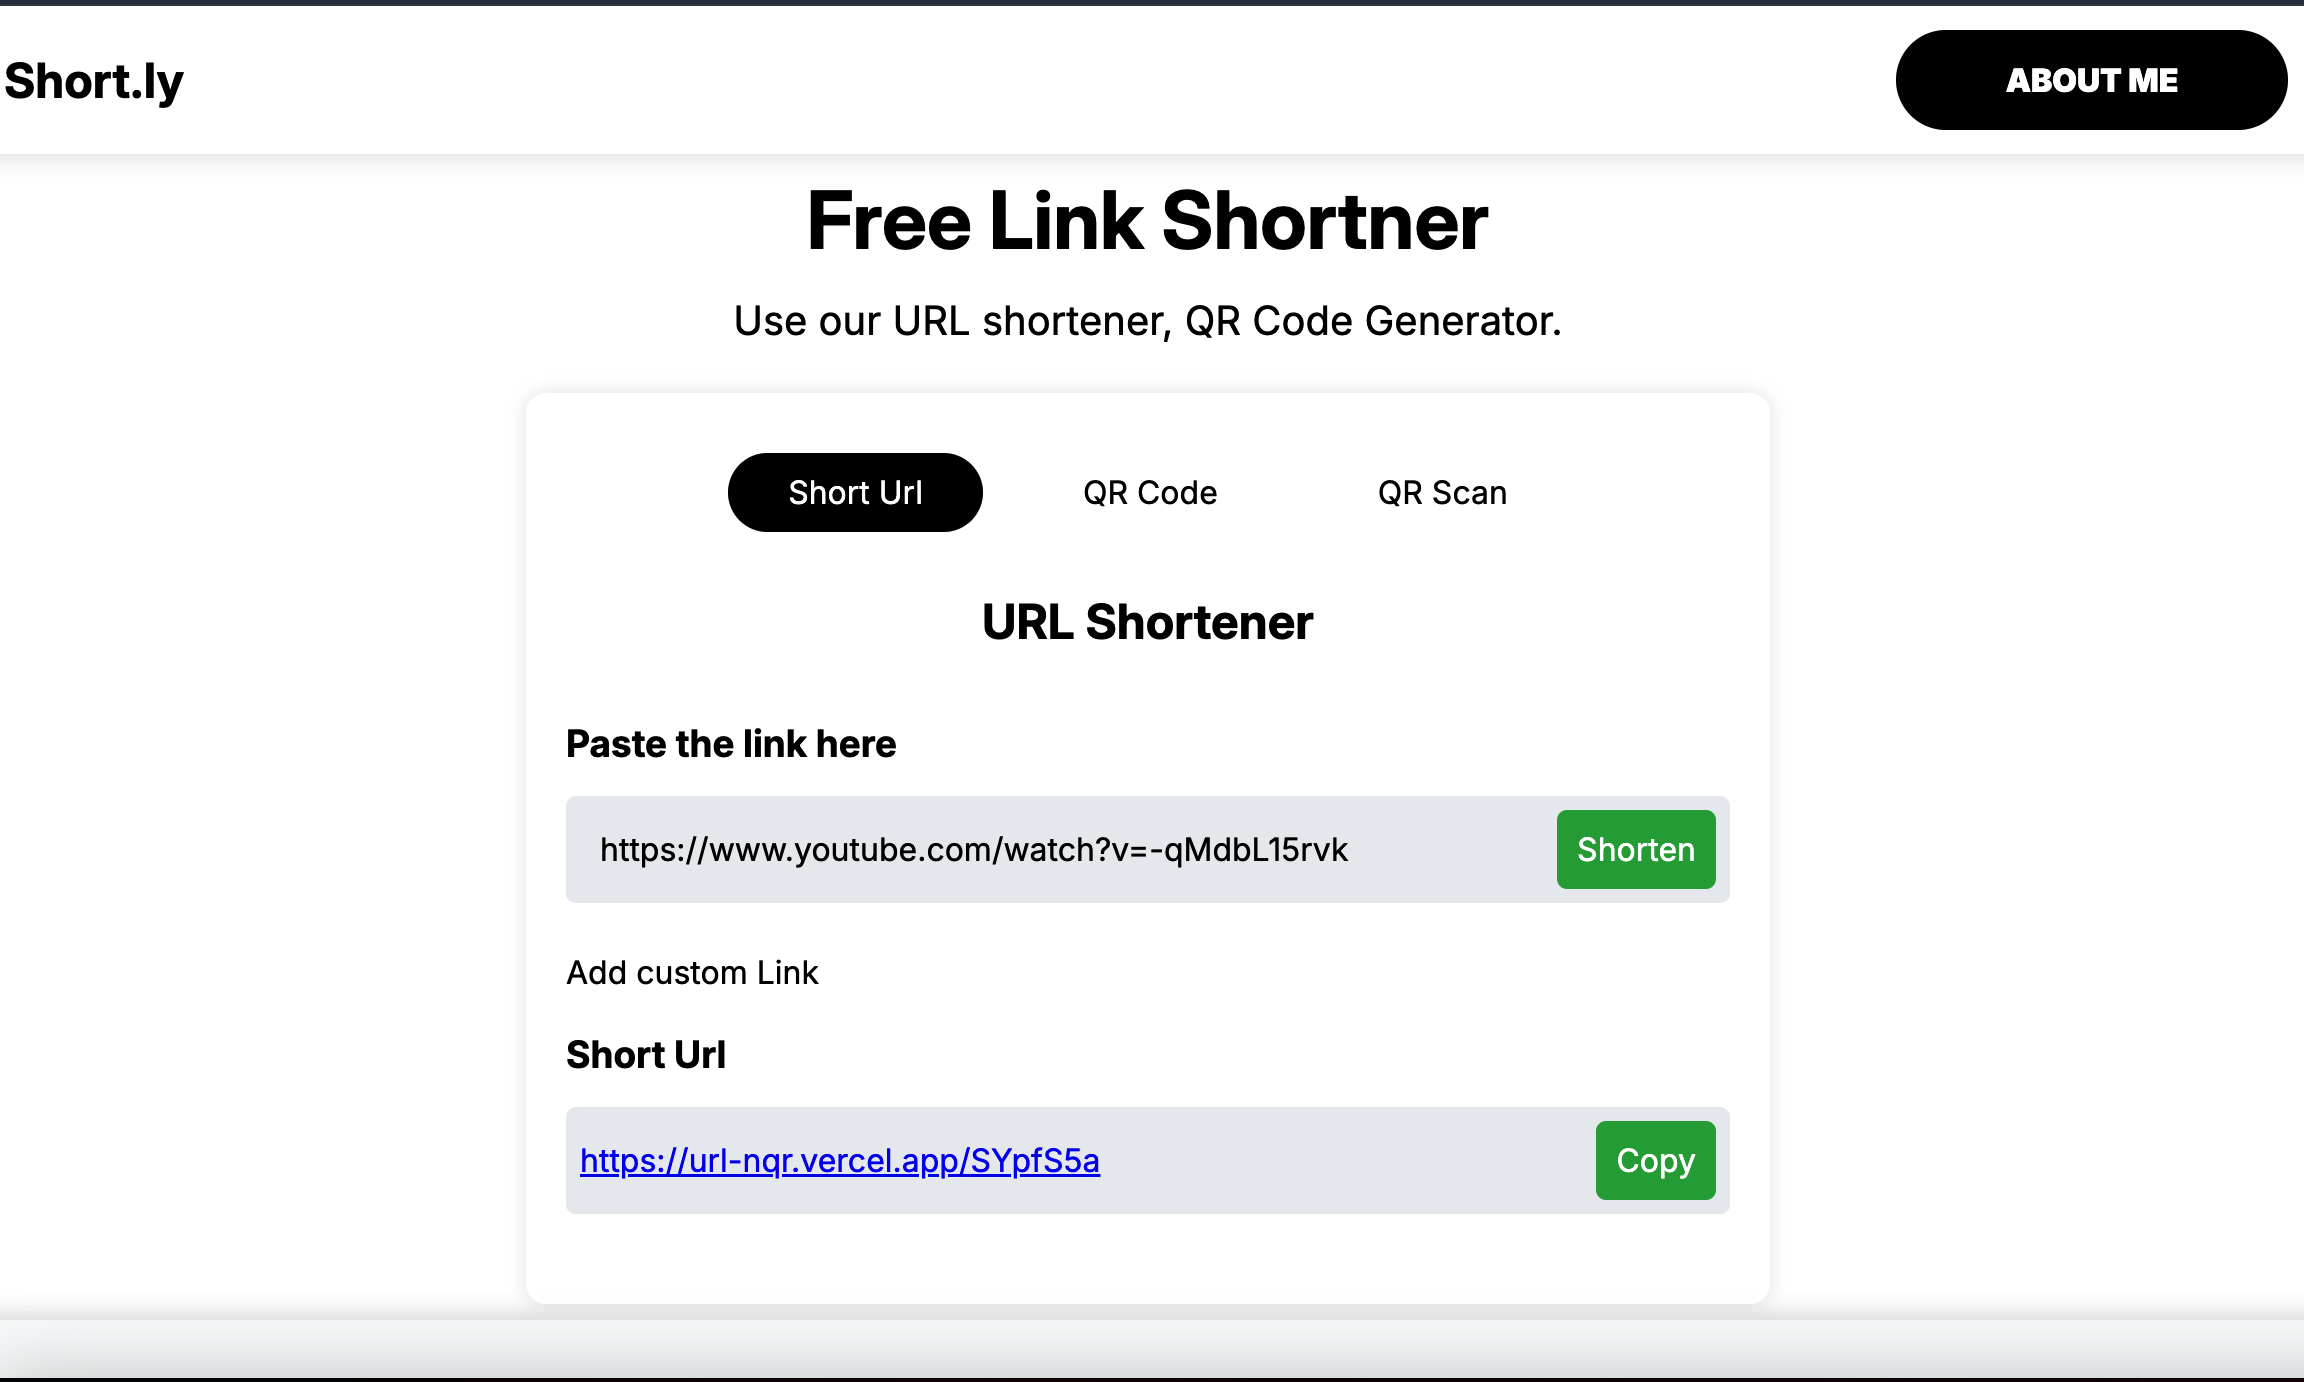 Short.ly
ABOUT ME
Free Link Shortner
Use our URL shortener, QR Code Generator.
Short Url QR Code QR Scan
URL Shortener
Paste the link here
https://www.youtube.com/watch?v=-qMdbL15rvk Shorten
Add custom Link
Short Url
https://url-nqr.vercel.app/SYpfS5a Copy